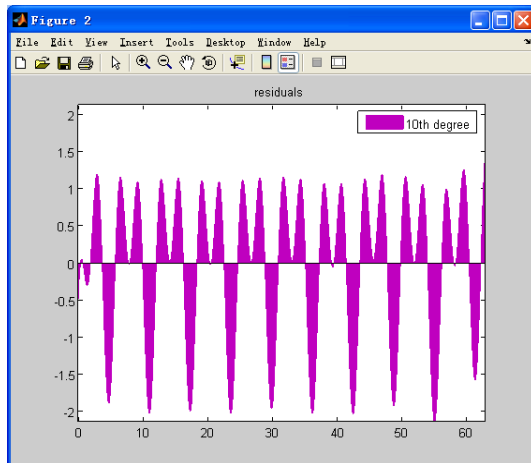 Figure 2
File Edit View Insert Tools Desktop Window Help
residuals
10th degree
2
1.5
1
0.5
0
-0.5
-1
-1.5
-2
0 10 20 30 40 50 60